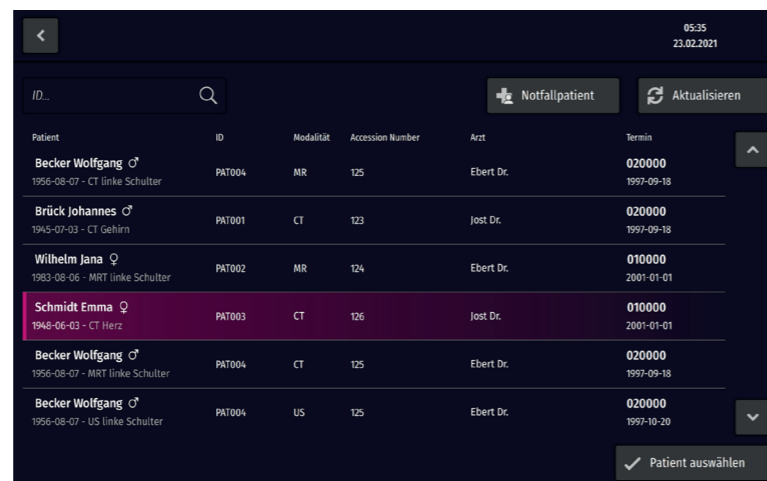 05:35
23.02.2021
ID...
Notfallpatient
Aktualisieren
Patient ID Modalität Accession Number Arzt Termin
Becker Wolfgang ♂ PAT004 MR 125 Ebert Dr. 020000
1956-08-07 - CT linke Schulter 1997-09-18
Brück Johannes ♂ PAT001 CT 123 Jost Dr. 020000
1945-07-03 - CT Gehirn 1997-09-18
Wilhelm Jana ♀ PAT002 MR 124 Ebert Dr. 010000
1983-08-06 - MRT linke Schulter 2001-01-01
Schmidt Emma ♀ PAT003 CT 126 Jost Dr. 010000
1948-06-03 - CT Herz 2001-01-01
Becker Wolfgang ♂ PAT004 CT 125 Ebert Dr. 020000
1956-08-07 - MRT linke Schulter 1997-09-18
Becker Wolfgang ♂ PAT004 US 125 Ebert Dr. 020000
1956-08-07 - US linke Schulter 1997-10-20
Patient auswählen